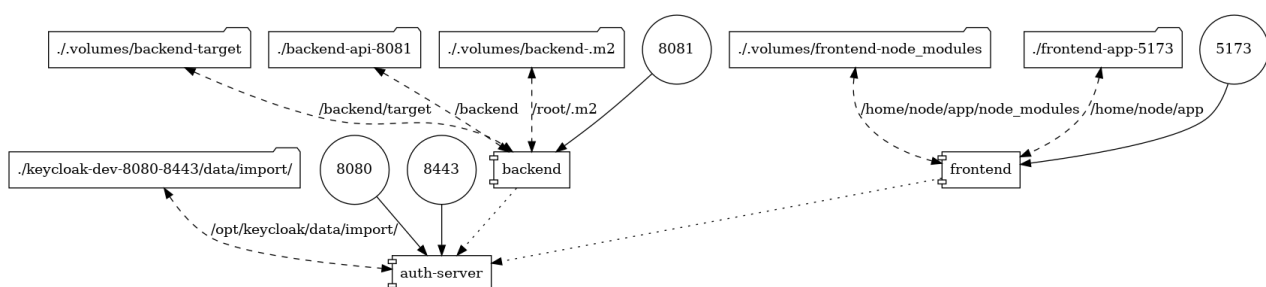 ./.volumes/backend-target
./backend-api-8081
./.volumes/backend-.m2
8081
./.volumes/frontend-node_modules
./frontend-app-5173
5173
/backend/target
/backend
/root/.m2
/home/node/app/node_modules
/home/node/app
./keycloak-dev-8080-8443/data/import/
8080
8443
backend
frontend
/opt/keycloak/data/import/
auth-server